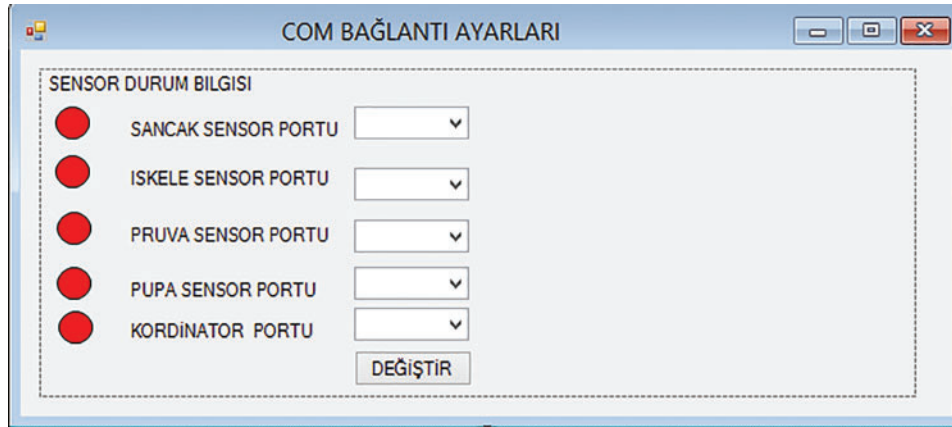 COM BAĞLANTI AYARLARI
SENSOR DURUM BILGISI
SANCAK SENSOR PORTU
ISKELE SENSOR PORTU
PRUVA SENSOR PORTU
PUPA SENSOR PORTU
KORDİNATOR PORTU
DEĞİŞTİR